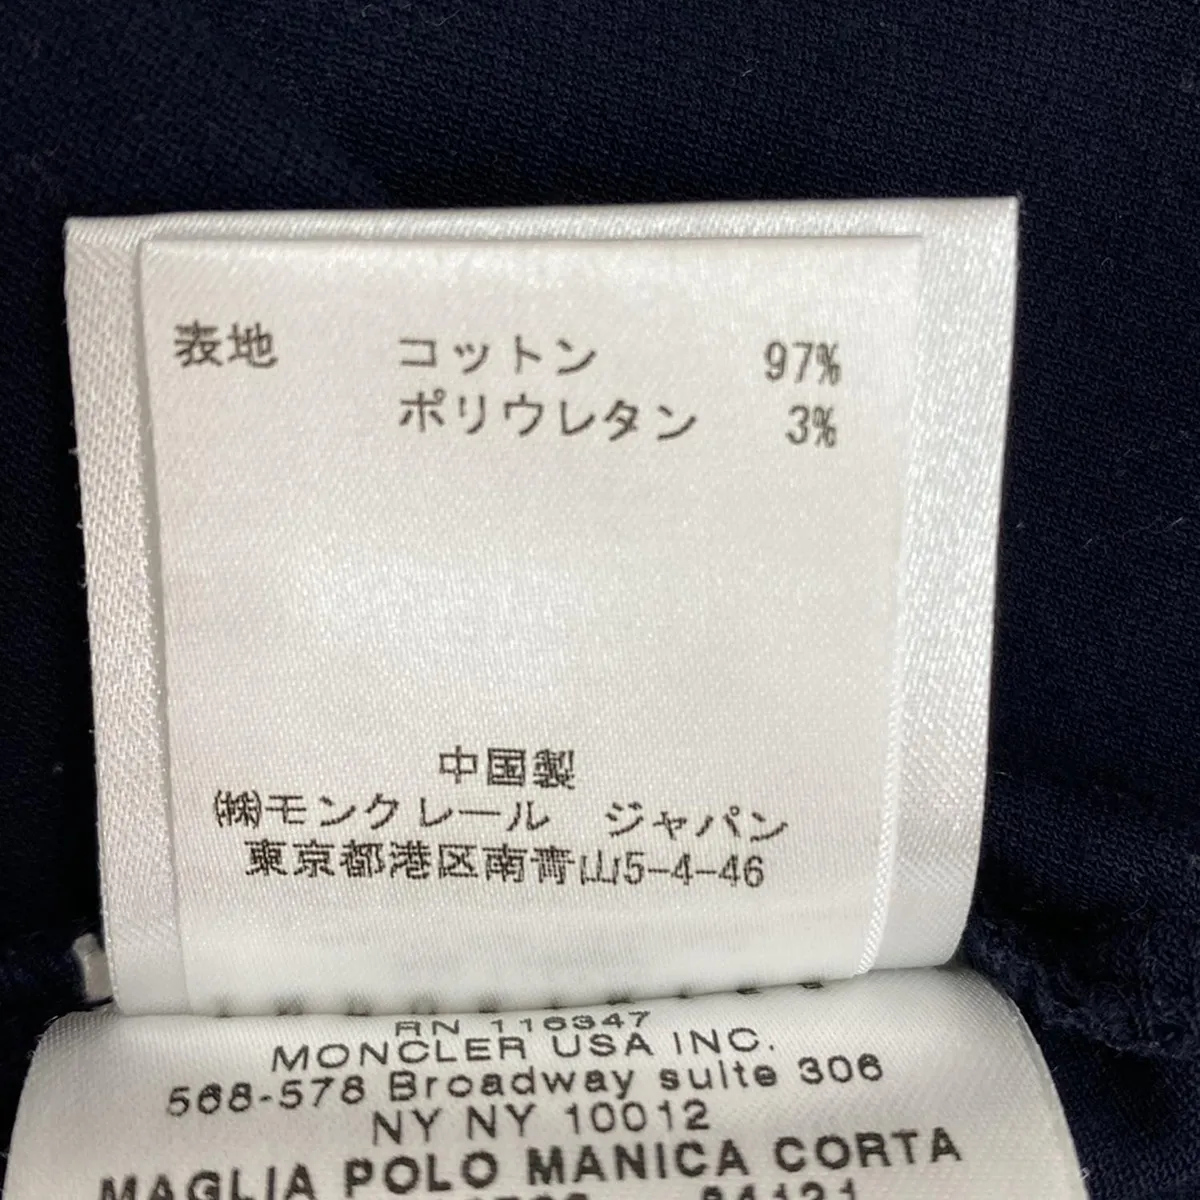 表地 コットン 97%
ポリウレタン 3%
中国製
㈱モンクレール ジャパン
東京都港区南青山5-4-46
RN 116347
MONCLER USA INC.
568-578 Broadway suite 306
NY NY 10012
MAGLIA POLO MANICA CORTA